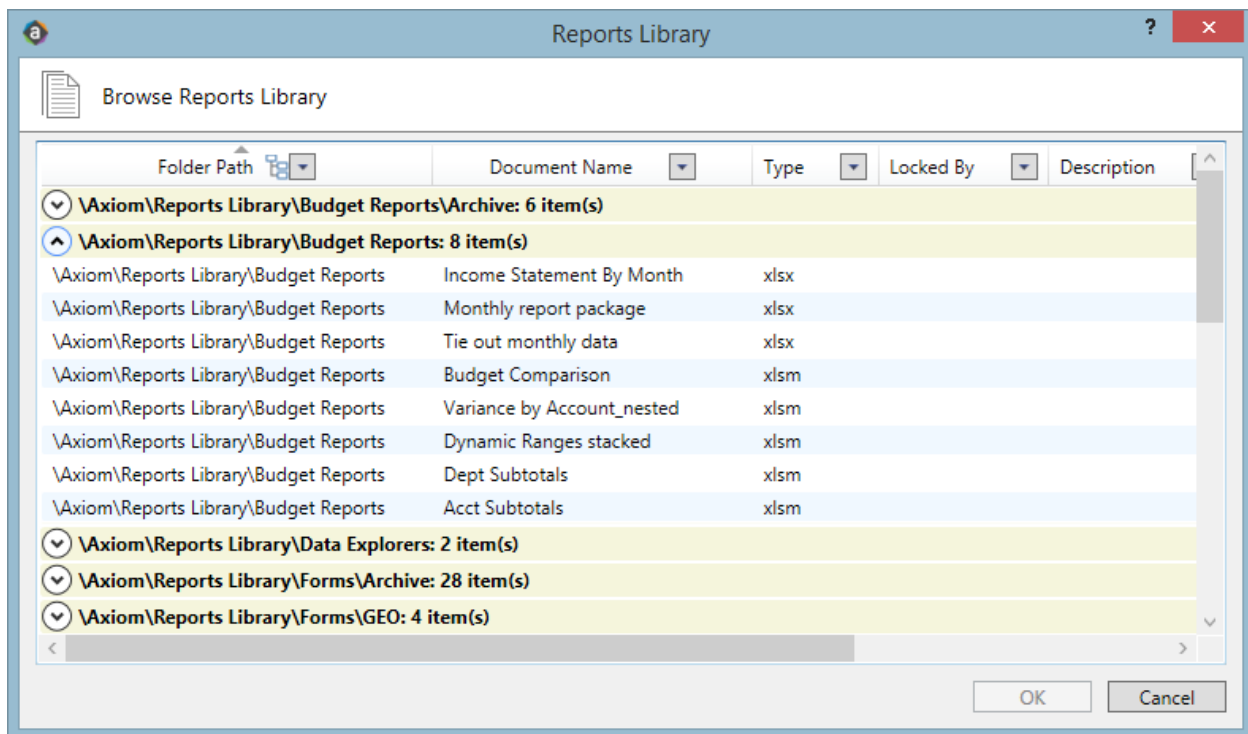 a Reports Library ? ×
Browse Reports Library
Folder Path Document Name Type Locked By Description
\Axiom\Reports Library\Budget Reports\Archive: 6 item(s)
\Axiom\Reports Library\Budget Reports: 8 item(s)
\Axiom\Reports Library\Budget Reports Income Statement By Month xlsx
\Axiom\Reports Library\Budget Reports Monthly report package xlsx
\Axiom\Reports Library\Budget Reports Tie out monthly data xlsx
\Axiom\Reports Library\Budget Reports Budget Comparison xlsm
\Axiom\Reports Library\Budget Reports Variance by Account_nested xlsm
\Axiom\Reports Library\Budget Reports Dynamic Ranges stacked xlsm
\Axiom\Reports Library\Budget Reports Dept Subtotals xlsm
\Axiom\Reports Library\Budget Reports Acct Subtotals xlsm
\Axiom\Reports Library\Data Explorers: 2 item(s)
\Axiom\Reports Library\Forms\Archive: 28 item(s)
\Axiom\Reports Library\Forms\GEO: 4 item(s)
OK Cancel